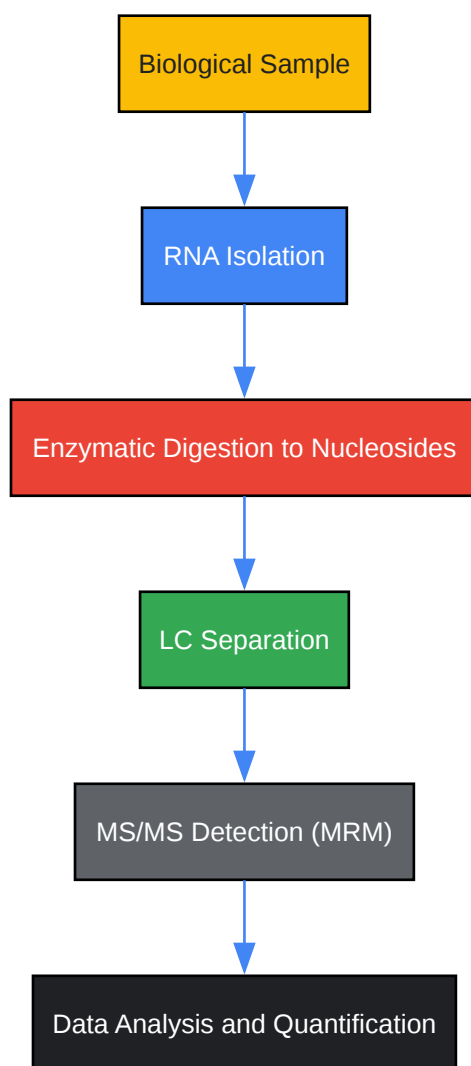 Biological Sample
RNA Isolation
Enzymatic Digestion to Nucleosides
LC Separation
MS/MS Detection (MRM)
Data Analysis and Quantification